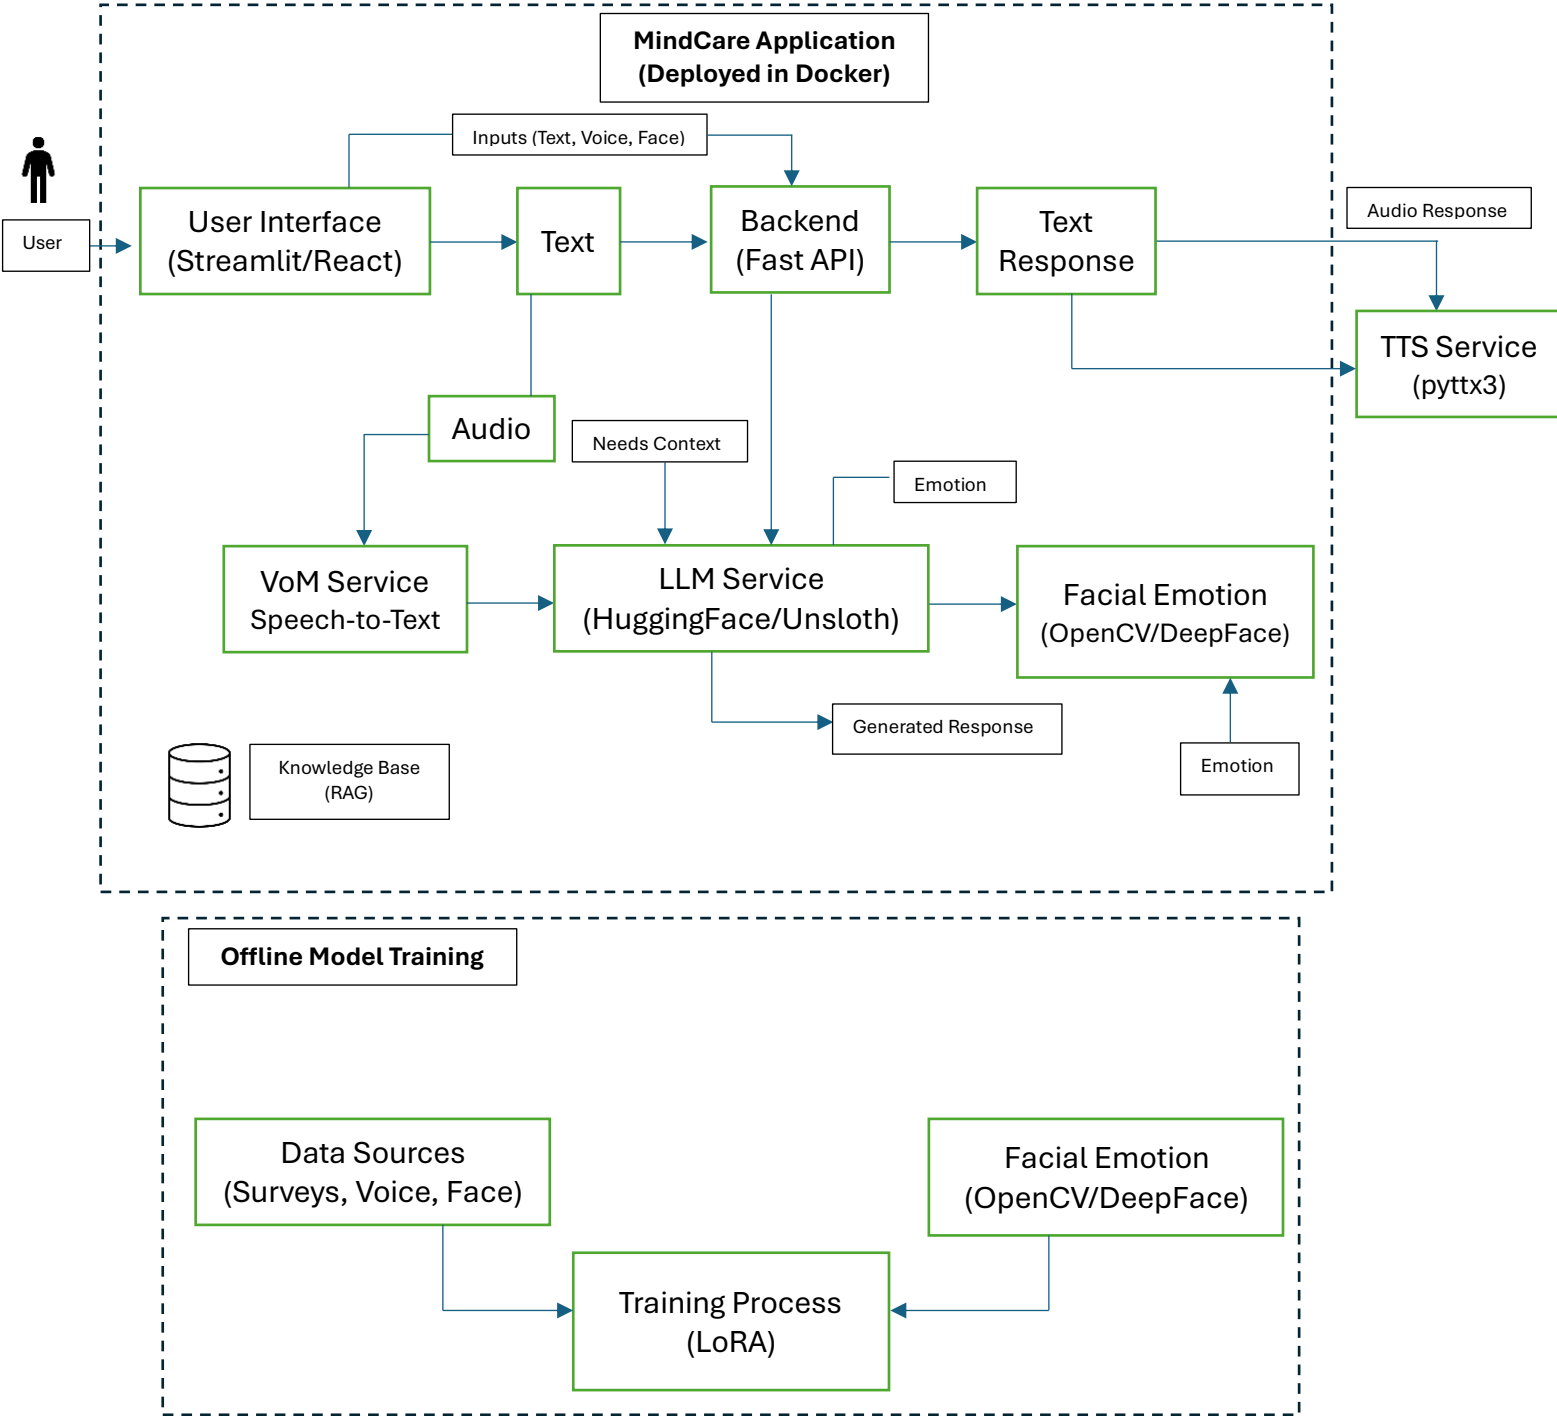 MindCare Application
(Deployed in Docker)
Inputs (Text, Voice, Face)
User
User Interface
(Streamlit/React)
Text
Backend
(Fast API)
Text
Response
Audio Response
TTS Service
(pyttx3)
Audio
Needs Context
Emotion
VoM Service
Speech-to-Text
LLM Service
(HuggingFace/Unsloth)
Facial Emotion
(OpenCV/DeepFace)
Generated Response
Emotion
Knowledge Base
(RAG)
Offline Model Training
Data Sources
(Surveys, Voice, Face)
Facial Emotion
(OpenCV/DeepFace)
Training Process
(LoRA)